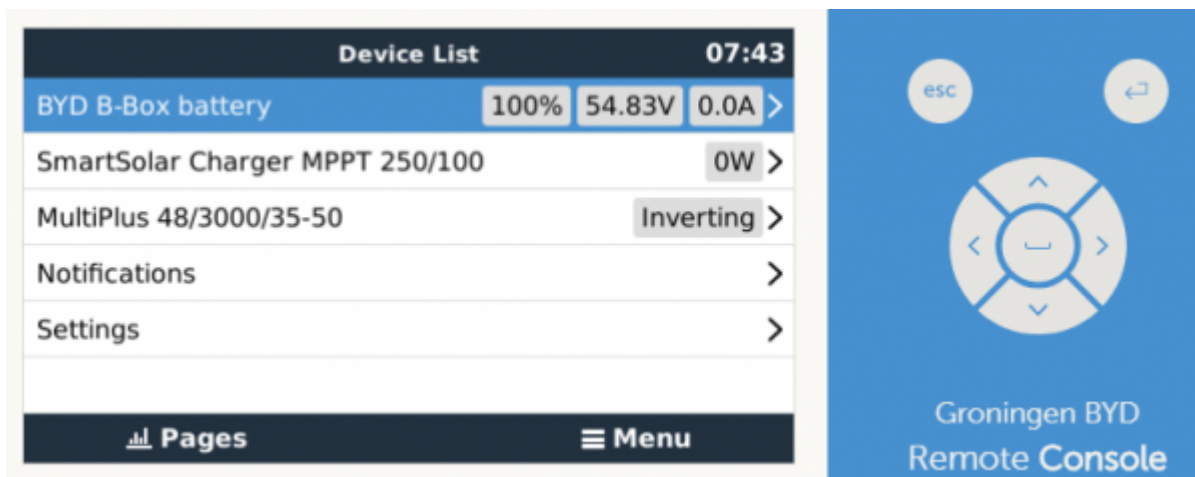 Device List 07:43
BYD B-Box battery 100% 54.83V 0.0A
SmartSolar Charger MPPT 250/100 0W
MultiPlus 48/3000/35-50 Inverting
Notifications
Settings
Pages Menu
esc
Groningen BYD
Remote Console